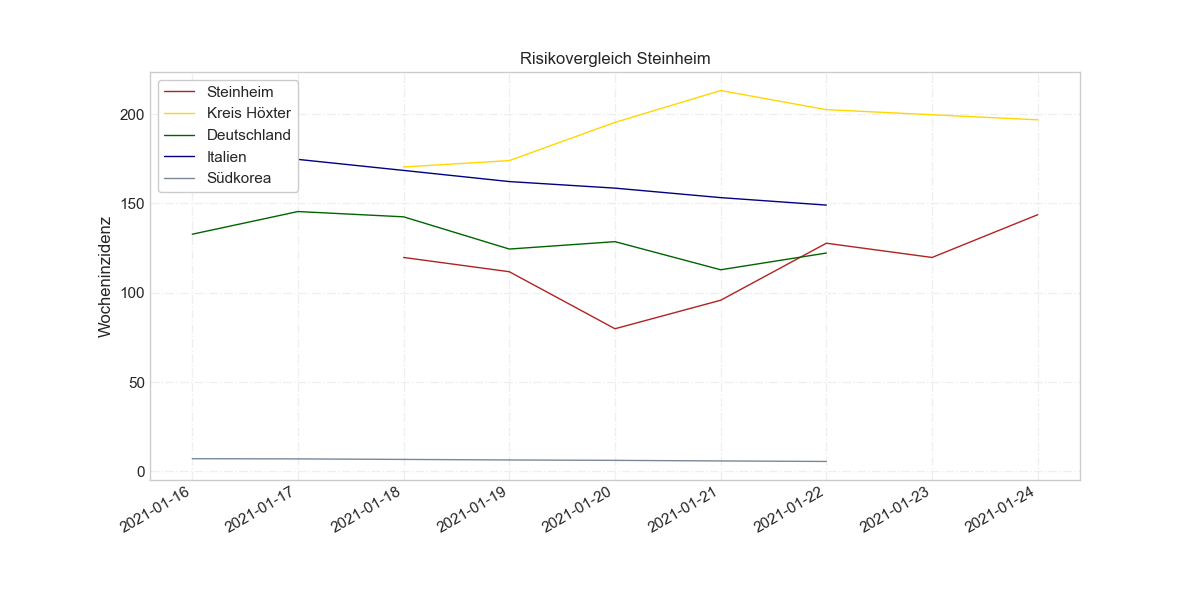 Risikovergleich Steinheim
Steinheim
Kreis Höxter
Deutschland
Italien
Südkorea
Wocheninzidenz
200
150
100
50
0
2021-01-16
2021-01-17
2021-01-18
2021-01-19
2021-01-20
2021-01-21
2021-01-22
2021-01-23
2021-01-24